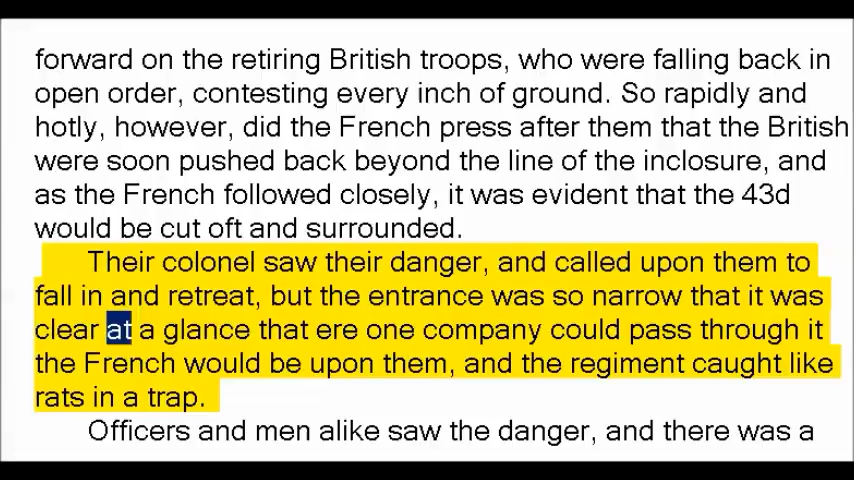 forward on the retiring British troops, who were falling back in
open order, contesting every inch of ground. So rapidly and
hotly, however, did the French press after them that the British
were soon pushed back beyond the line of the inclosure, and
as the French followed closely, it was evident that the 43d
would be cut oft and surrounded.
Their colonel saw their danger, and called upon them to
fall in and retreat, but the entrance was so narrow that it was
clear at a glance that ere one company could pass through it
the French would be upon them, and the regiment caught like
rats in a trap.
Officers and men alike saw the danger, and there was a